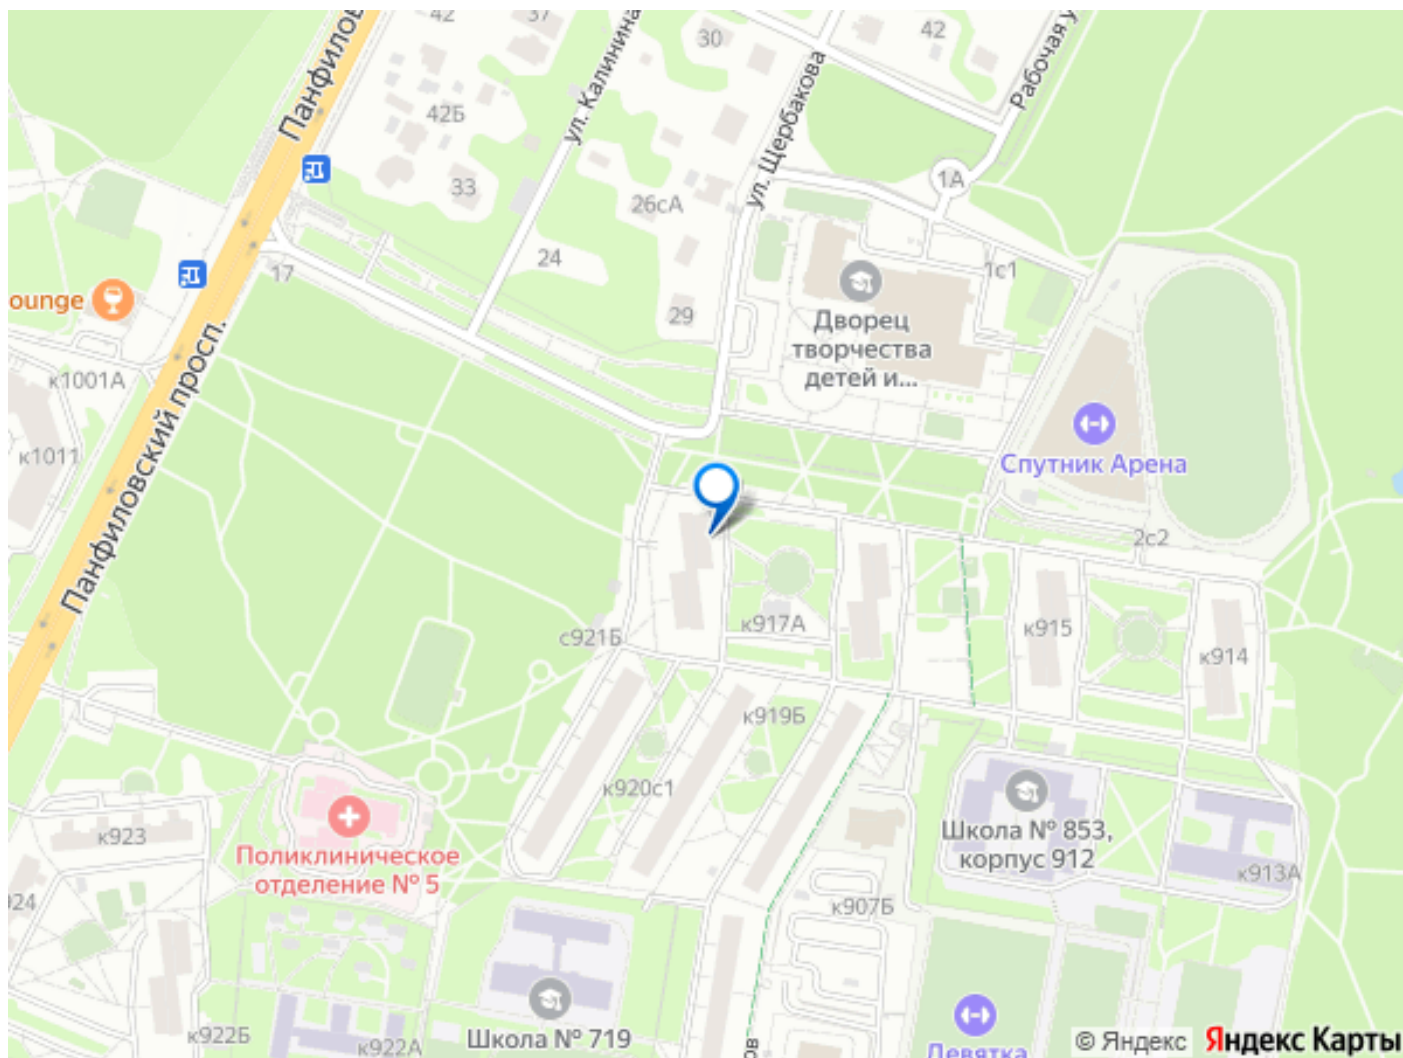 42
37
Панфилов
ул. Калинина
30
ул. Щербакова
42
Рабочая у
42Б
33
26сА
1А
24
17
29
1с1
ounge
Дворец
творчества
детей и...
к1001А
Панфиловский просп.
к1011
Спутник Арена
2с2
с921Б
к917А
к915
к914
к919Б
к920с1
к923
Поликлиническое
отделение № 5
Школа № 853,
корпус 912
к913А
924
к907Б
к922Б
к922А
Школа № 719
ов
Девятка
© Яндекс
Яндекс Карты